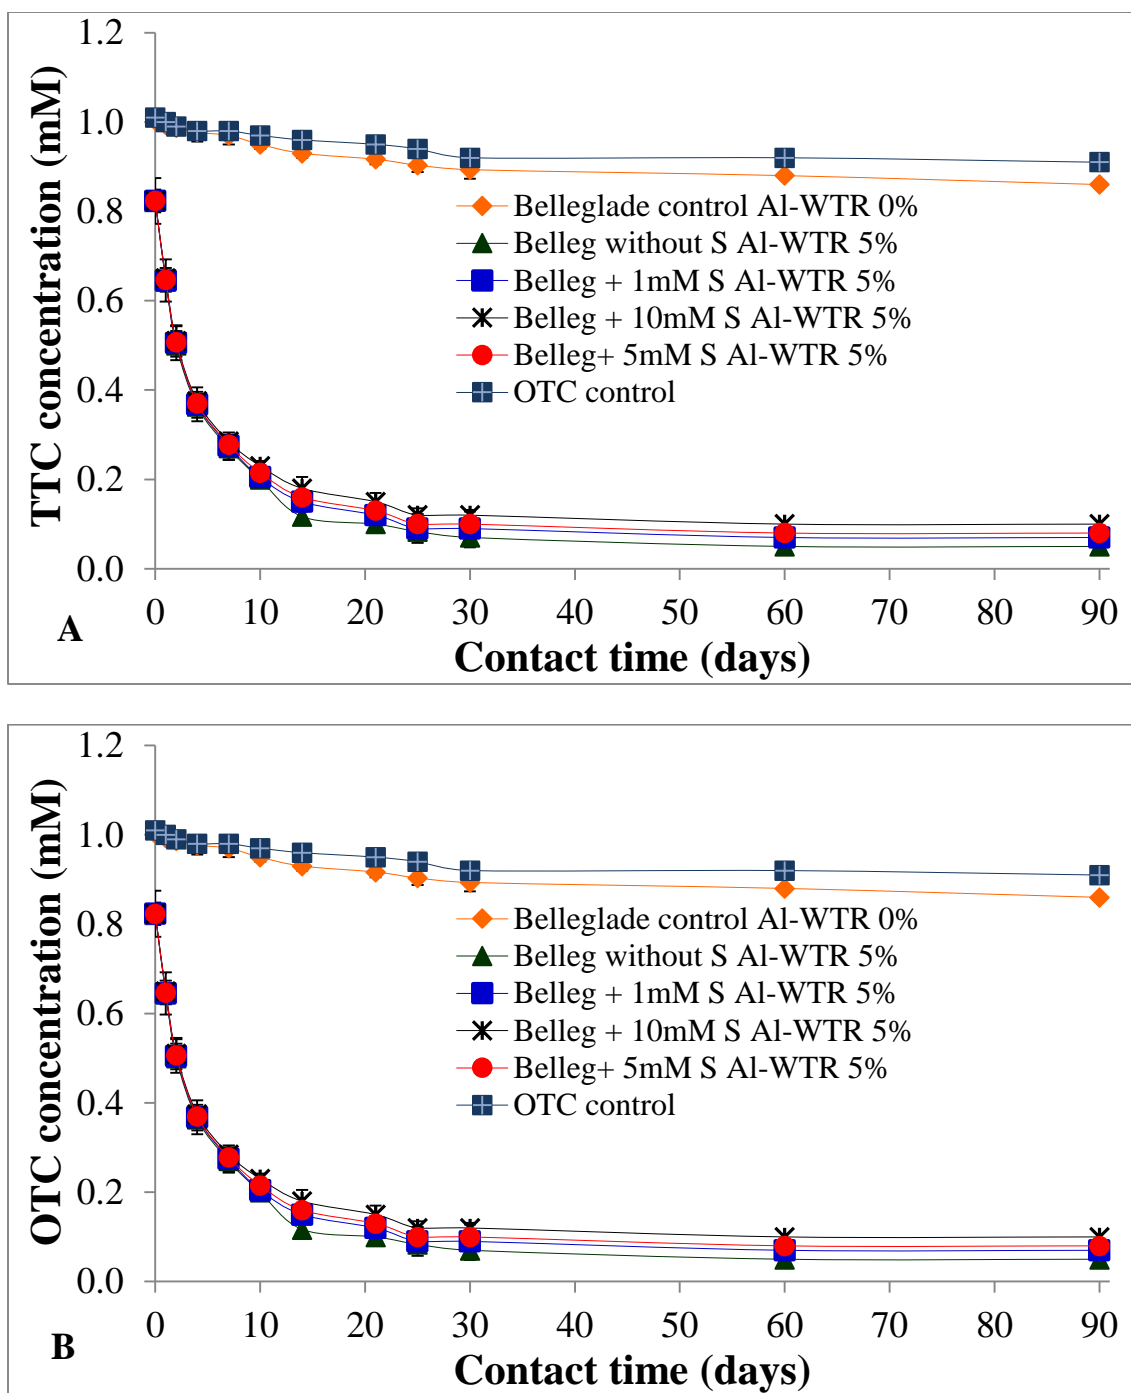 1.2
1.0
0.8
0.6
0.4
0.2
0.0
TTC concentration (mM)
Belleglade control Al-WTR 0%
Belleg without S Al-WTR 5%
Belleg + 1mM S Al-WTR 5%
Belleg + 10mM S Al-WTR 5%
Belleg+ 5mM S Al-WTR 5%
OTC control
0 10 20 30 40 50 60 70 80 90
A
Contact time (days)
1.2
1.0
0.8
0.6
0.4
0.2
0.0
OTC concentration (mM)
Belleglade control Al-WTR 0%
Belleg without S Al-WTR 5%
Belleg + 1mM S Al-WTR 5%
Belleg + 10mM S Al-WTR 5%
Belleg+ 5mM S Al-WTR 5%
OTC control
0 10 20 30 40 50 60 70 80 90
B
Contact time (days)